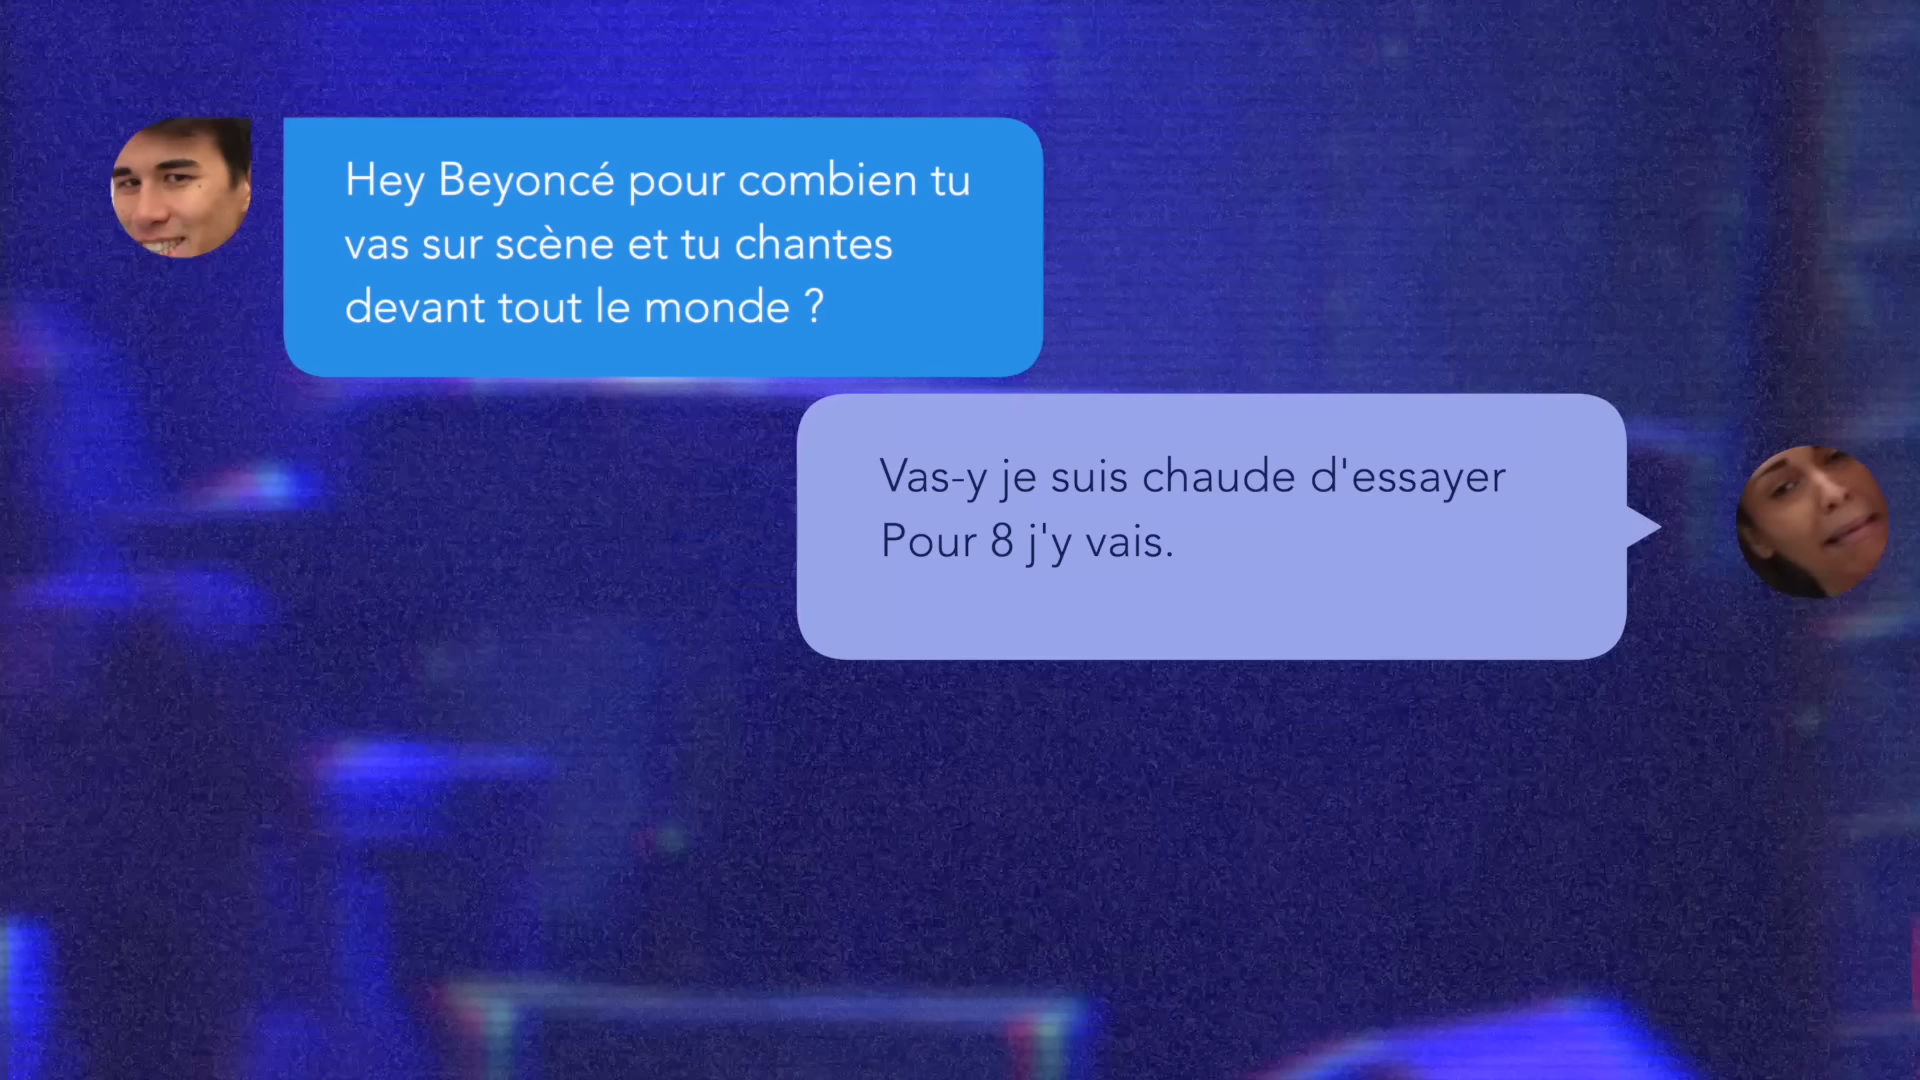 Hey Beyoncé pour combien tu
vas sur scène et tu chantes
devant tout le monde ?
Vas-y je suis chaude d'essayer
Pour 8 j'y vais.